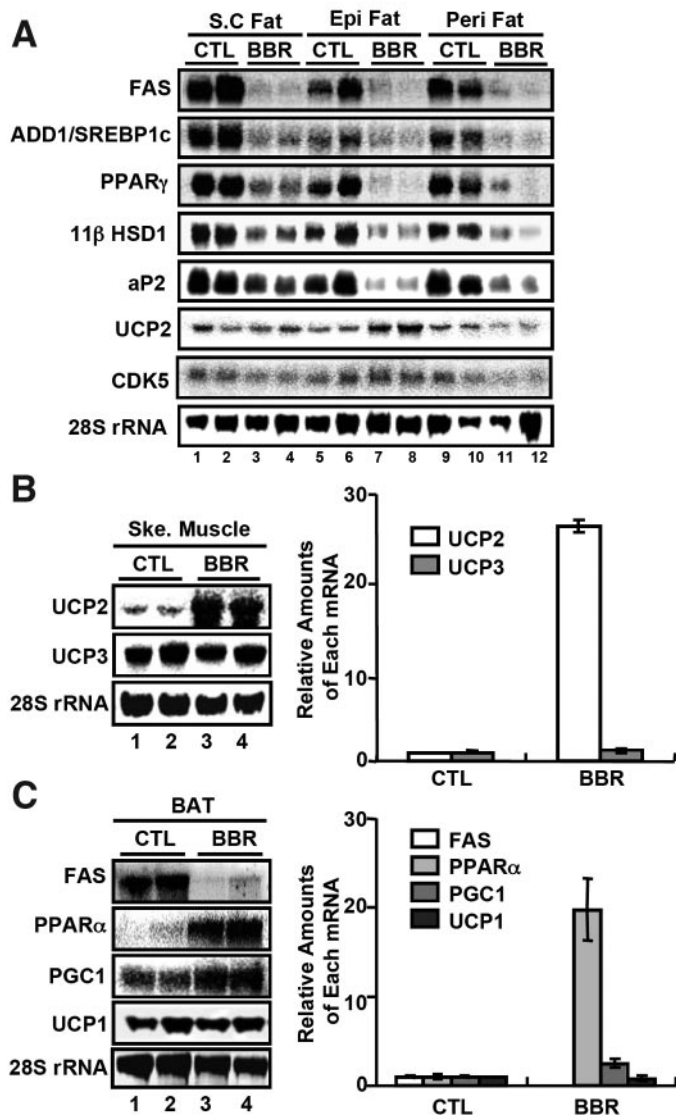 A
S.C Fat Epi Fat Peri Fat
CTL BBR CTL BBR CTL BBR
FAS
ADD1/SREBP1c
PPARγ
11β HSD1
aP2
UCP2
CDK5
28S rRNA
1 2 3 4 5 6 7 8 9 10 11 12
B
Ske. Muscle
CTL BBR
UCP2
UCP3
28S rRNA
1 2 3 4
Relative Amounts
of Each mRNA
30
20
10
0
UCP2
UCP3
CTL BBR
C
BAT
CTL BBR
FAS
PPARα
PGC1
UCP1
28S rRNA
1 2 3 4
Relative Amounts
of Each mRNA
30
20
10
0
FAS
PPARα
PGC1
UCP1
CTL BBR